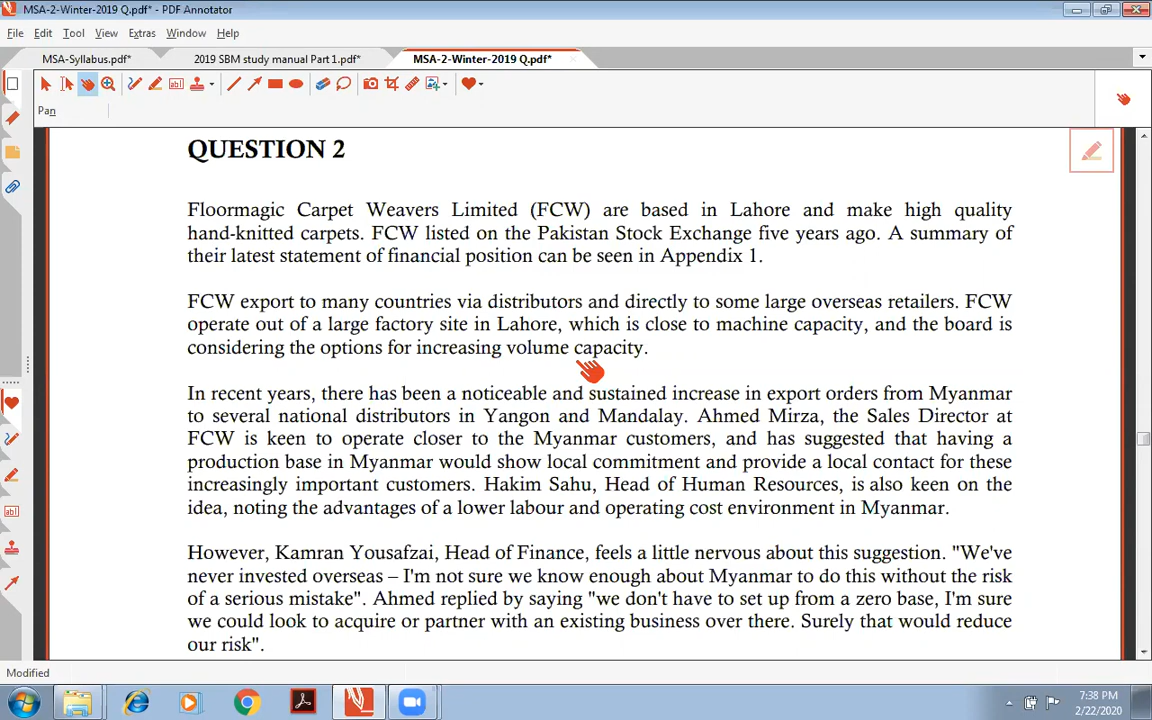 MSA-2-Winter-2019 Q.pdf* - PDF Annotator
File Edit Tool View Extras Window Help
MSA-Syllabus.pdf* 2019 SBM study manual Part 1.pdf* MSA-2-Winter-2019 Q.pdf*
Pan
QUESTION 2
Floormagic Carpet Weavers Limited (FCW) are based in Lahore and make high quality
hand-knitted carpets. FCW listed on the Pakistan Stock Exchange five years ago. A summary of
their latest statement of financial position can be seen in Appendix 1.
FCW export to many countries via distributors and directly to some large overseas retailers. FCW
operate out of a large factory site in Lahore, which is close to machine capacity, and the board is
considering the options for increasing volume capacity.
In recent years, there has been a noticeable and sustained increase in export orders from Myanmar
to several national distributors in Yangon and Mandalay. Ahmed Mirza, the Sales Director at
FCW is keen to operate closer to the Myanmar customers, and has suggested that having a
production base in Myanmar would show local commitment and provide a local contact for these
increasingly important customers. Hakim Sahu, Head of Human Resources, is also keen on the
idea, noting the advantages of a lower labour and operating cost environment in Myanmar.
However, Kamran Yousafzai, Head of Finance, feels a little nervous about this suggestion. "We've
never invested overseas – I'm not sure we know enough about Myanmar to do this without the risk
of a serious mistake". Ahmed replied by saying "we don't have to set up from a zero base, I'm sure
we could look to acquire or partner with an existing business over there. Surely that would reduce
our risk".
Modified
7:38 PM
2/22/2020